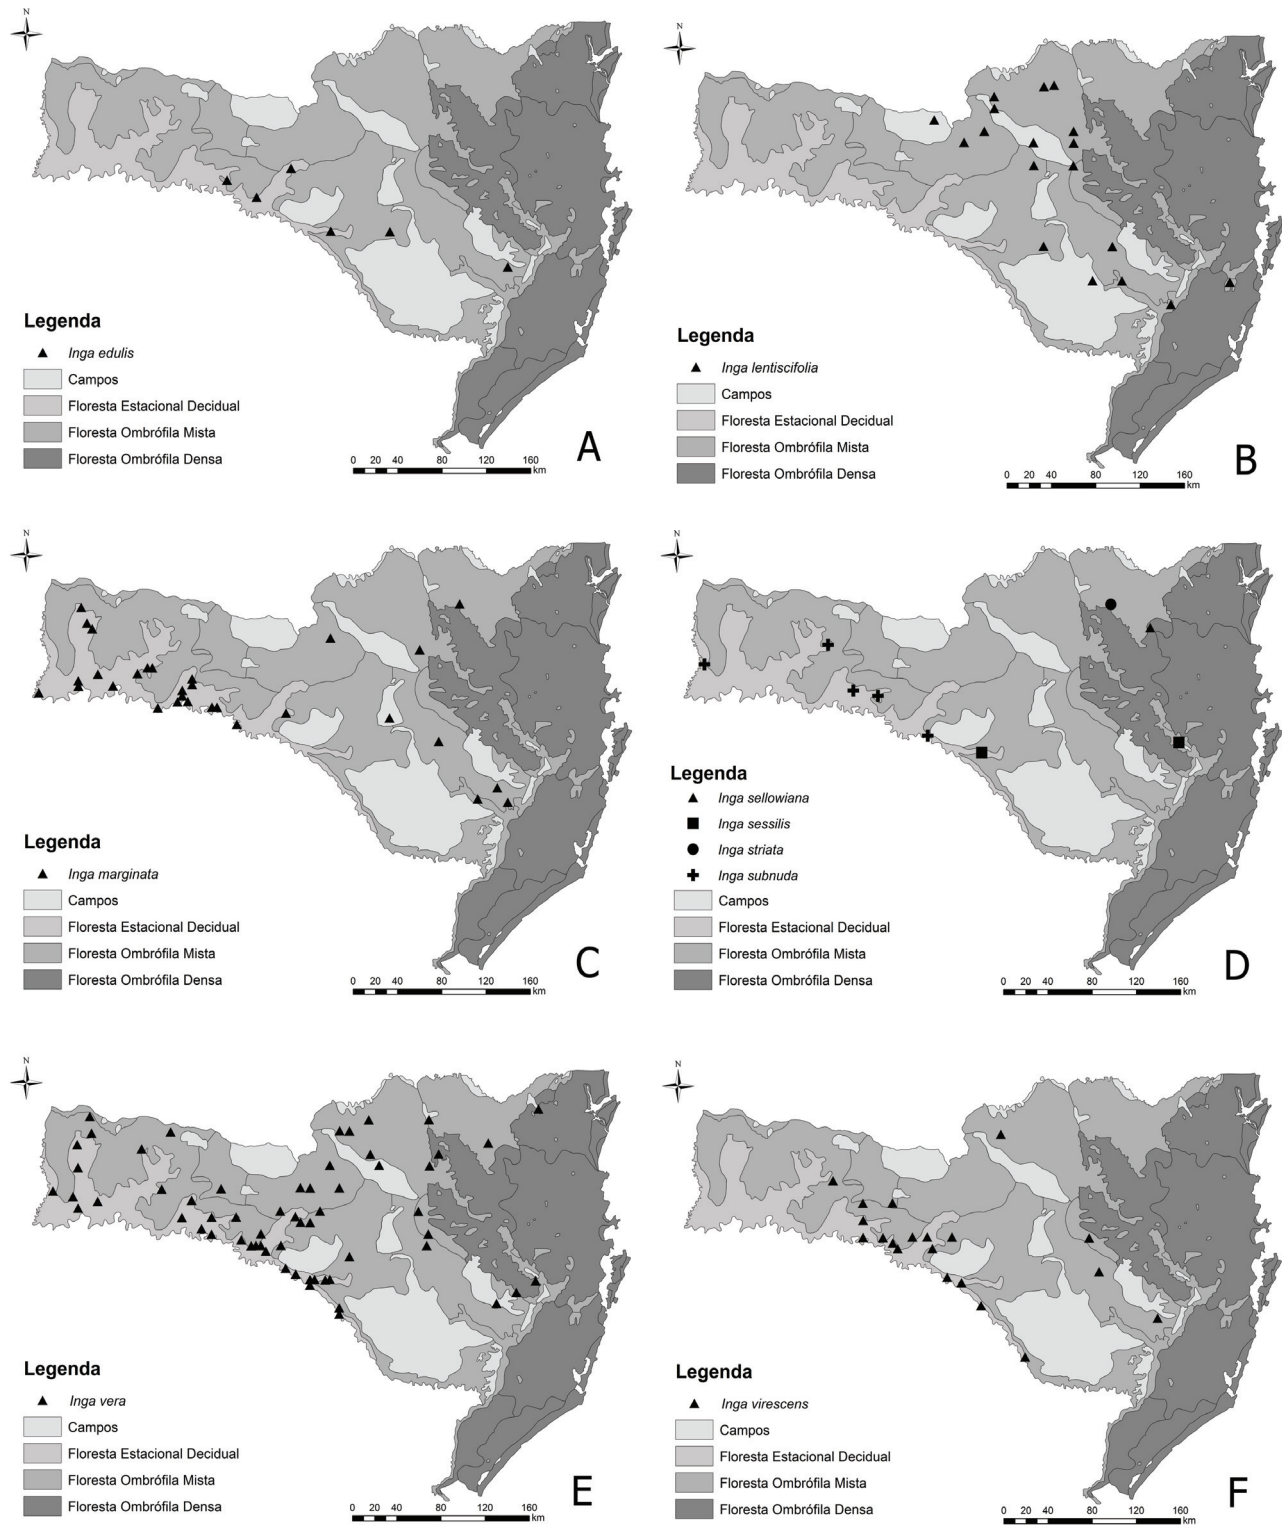 N
Legenda
Inga edulis
Campos
Floresta Estacional Decidual
Floresta Ombrófila Mista
Floresta Ombrófila Densa
0 20 40 80 120 160
km
A
N
Legenda
Inga lentiscifolia
Campos
Floresta Estacional Decidual
Floresta Ombrófila Mista
Floresta Ombrófila Densa
0 20 40 80 120 160
km
B
N
Legenda
Inga marginata
Campos
Floresta Estacional Decidual
Floresta Ombrófila Mista
Floresta Ombrófila Densa
0 20 40 80 120 160
km
C
N
Legenda
Inga sellowiana
Inga sessilis
Inga striata
Inga subnuda
Campos
Floresta Estacional Decidual
Floresta Ombrófila Mista
Floresta Ombrófila Densa
0 20 40 80 120 160
km
D
N
Legenda
Inga vera
Campos
Floresta Estacional Decidual
Floresta Ombrófila Mista
Floresta Ombrófila Densa
0 20 40 80 120 160
km
E
N
Legenda
Inga virescens
Campos
Floresta Estacional Decidual
Floresta Ombrófila Mista
Floresta Ombrófila Densa
0 20 40 80 120 160
km
F